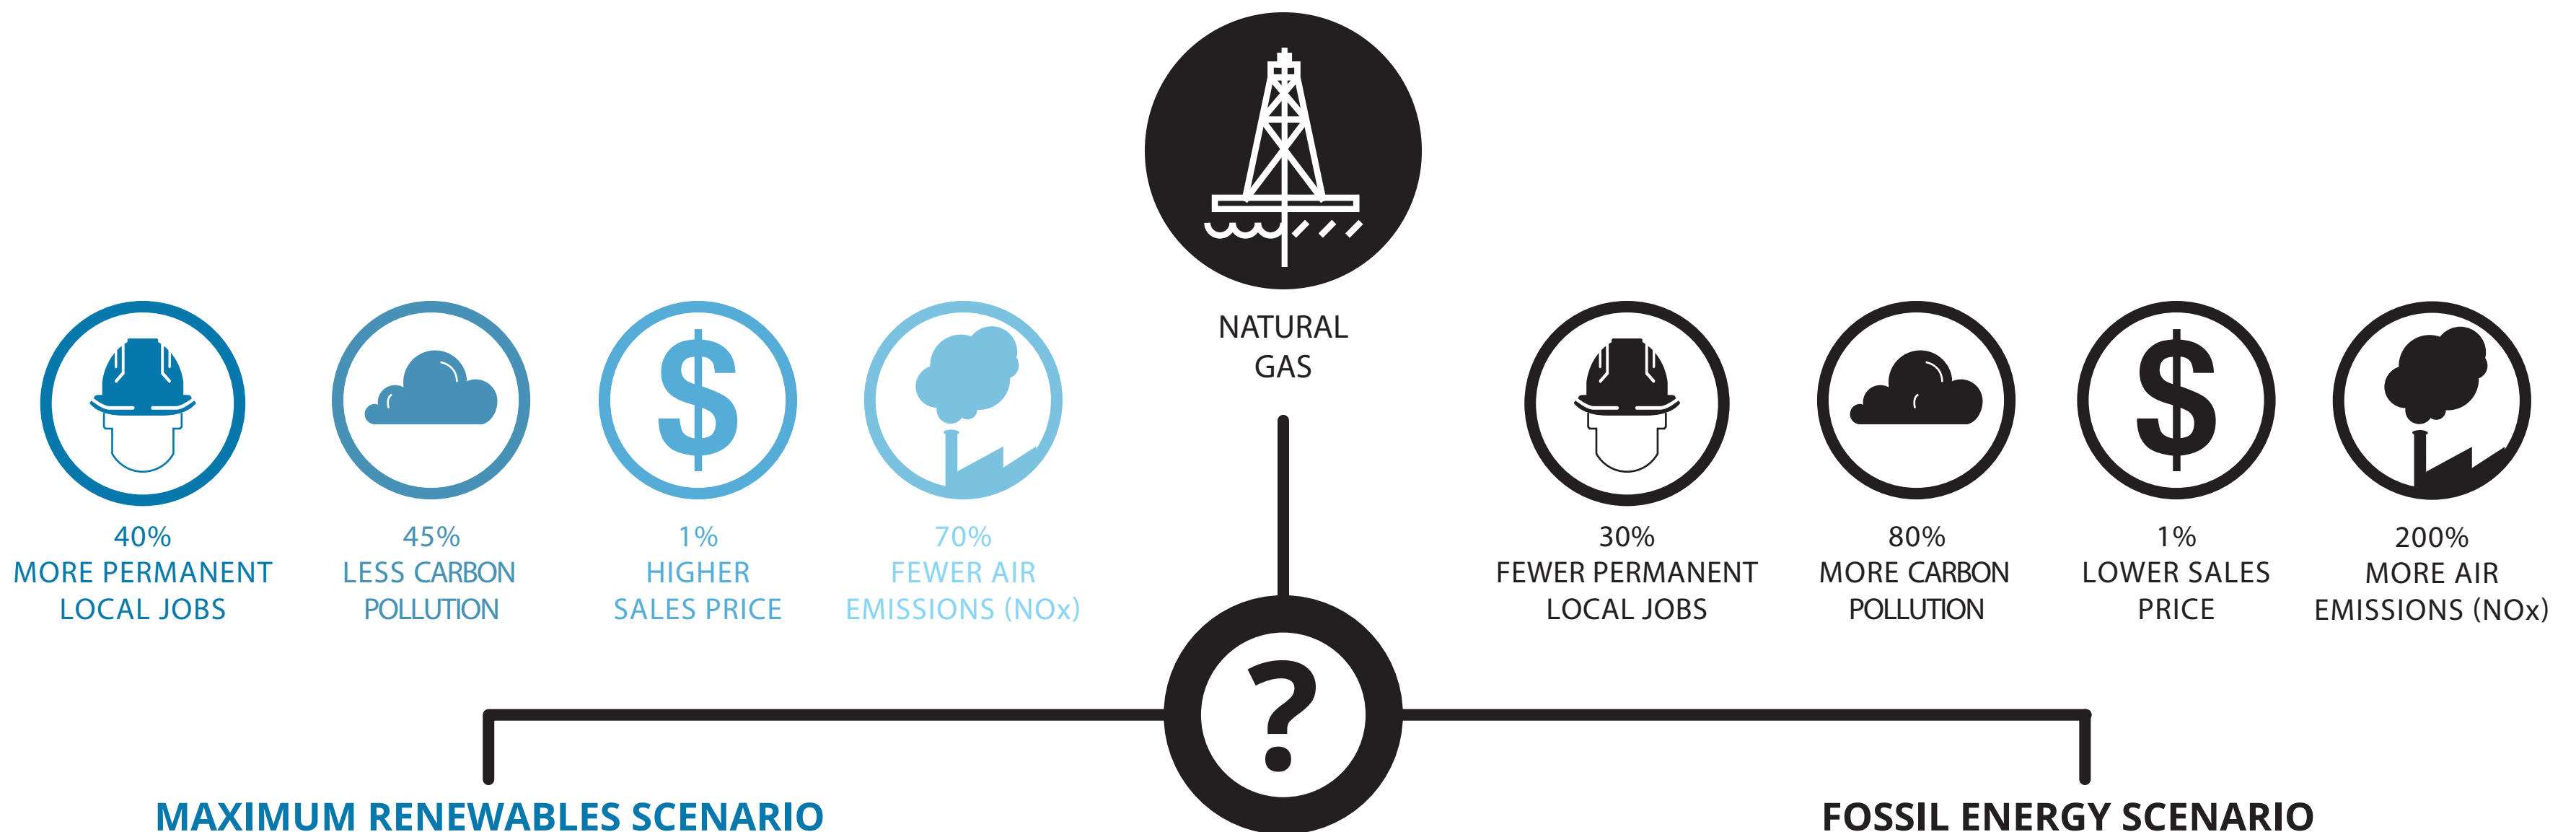 NATURAL
GAS
40%
MORE PERMANENT
LOCAL JOBS
45%
LESS CARBON
POLLUTION
$
1%
HIGHER
SALES PRICE
70%
FEWER AIR
EMISSIONS (NOx)
30%
FEWER PERMANENT
LOCAL JOBS
80%
MORE CARBON
POLLUTION
$
1%
LOWER SALES
PRICE
200%
MORE AIR
EMISSIONS (NOx)
?
MAXIMUM RENEWABLES SCENARIO
FOSSIL ENERGY SCENARIO